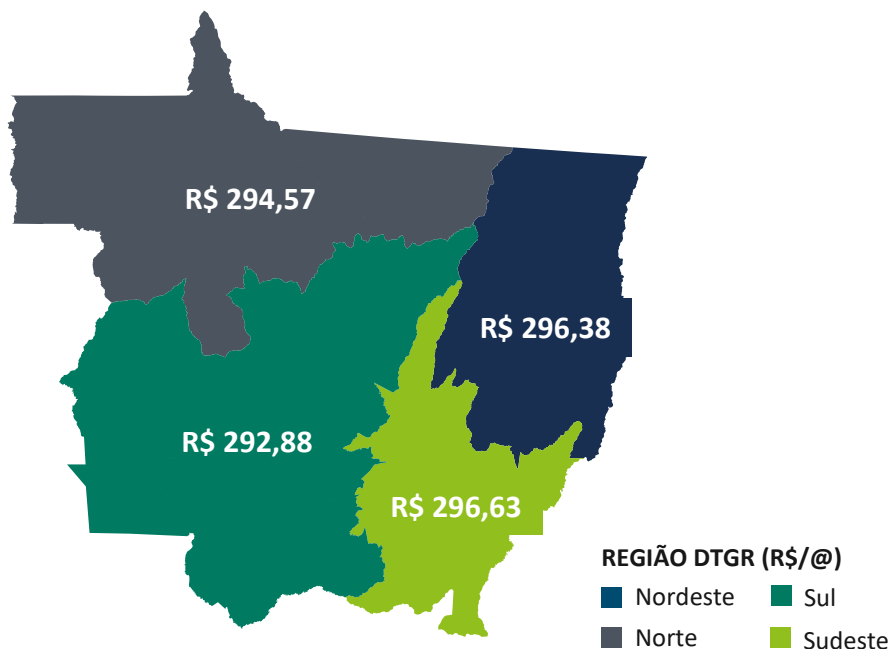 R$ 294,57
R$ 296,38
R$ 292,88
R$ 296,63
REGIÃO DTGR (R$/@)
Nordeste
Sul
Norte
Sudeste